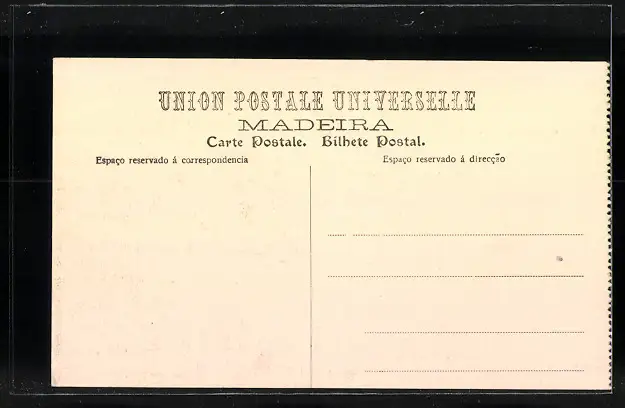 UNION POSTALE UNIVERSELLE
MADEIRA
Carte Postale. Bilhete Postal.
Espaço reservado á correspondencia
Espaço reservado á direcção